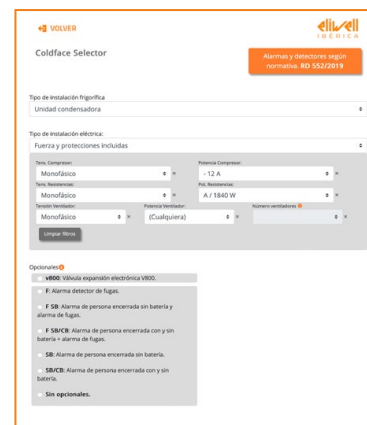 VOLVER
eliwell
IBÉRICA
Coldface Selector
Alarmas y detectores según
normativa. RD 552/2019
Tipo de instalación frigorífica
Unidad condensadora
Tipo de instalación eléctrica:
Fuerza y protecciones incluidas
Tens. Compresor:
Potencia Compresor:
Monofásico
- 12 A
Tens. Resistencias:
Pot. Resistencias:
Monofásico
A / 1840 W
Tensión Ventilador:
Potencia Ventilador:
Número ventiladores
Monofásico
(Cualquiera)
Limpiar filtros
Opcionales
v800: Válvula expansión electrónica V800.
F: Alarma detector de fugas.
F SB: Alarma de persona encerrada sin batería y
alarma de fugas.
F SB/CB: Alarma de persona encerrada con y sin
batería + alarma de fugas.
SB: Alarma de persona encerrada sin batería.
SB/CB: Alarma de persona encerrada con y sin
batería.
Sin opcionales.